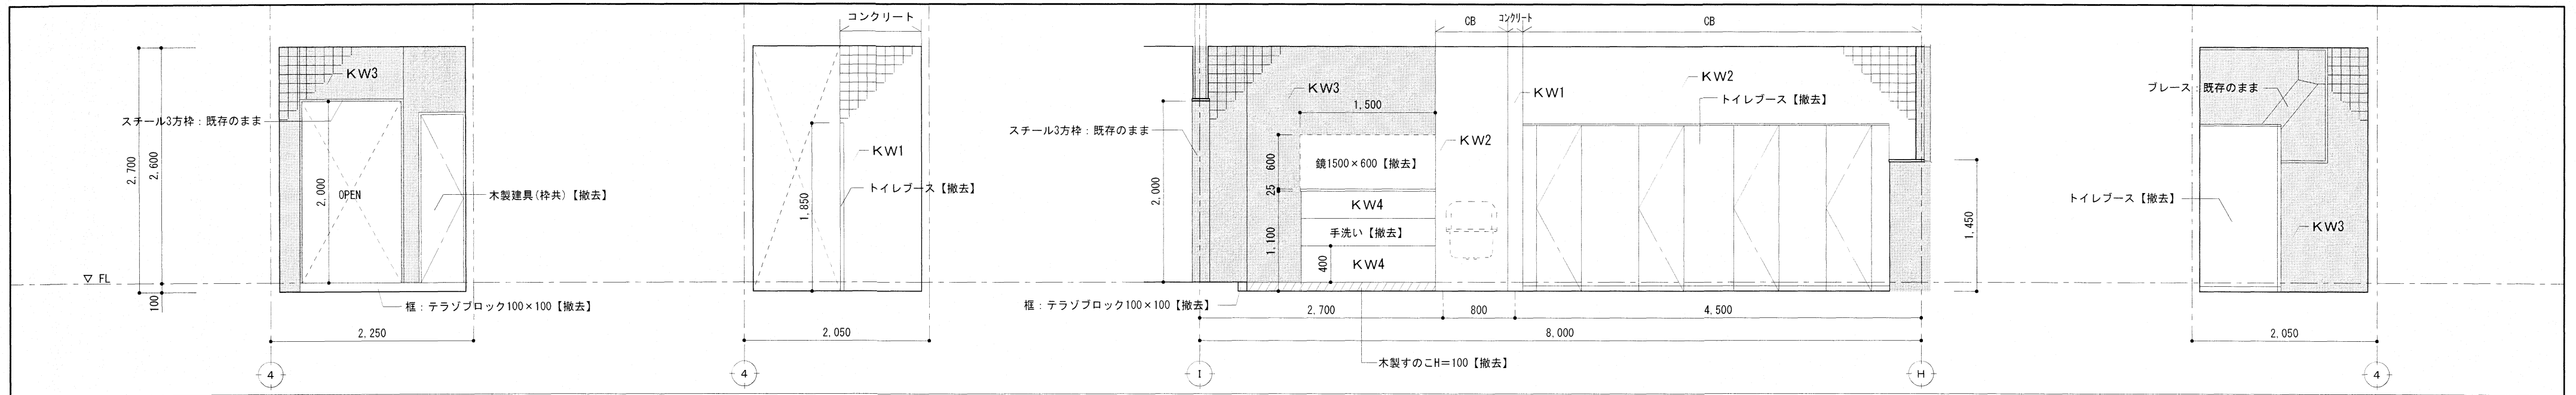 KW3
スチール3方枠：既存のまま
2,700
2,600
2,000
OPEN
木製建具(枠共)【撤去】
▽ FL
100
框：テラゾブロック100×100【撤去】
2,250
4
コンクリート
KW1
トイレブース【撤去】
1,850
2,050
4
CB
コンクリート
CB
KW3
KW1
KW2
1,500
トイレブース【撤去】
スチール3方枠：既存のまま
2,000
KW2
600
鏡1500×600【撤去】
25
KW4
手洗い【撤去】
1,100
400
KW4
1,450
框：テラゾブロック100×100【撤去】
2,700
800
4,500
8,000
木製すのこH＝100【撤去】
I
H
ブレース：既存のまま
トイレブース【撤去】
KW3
2,050
4